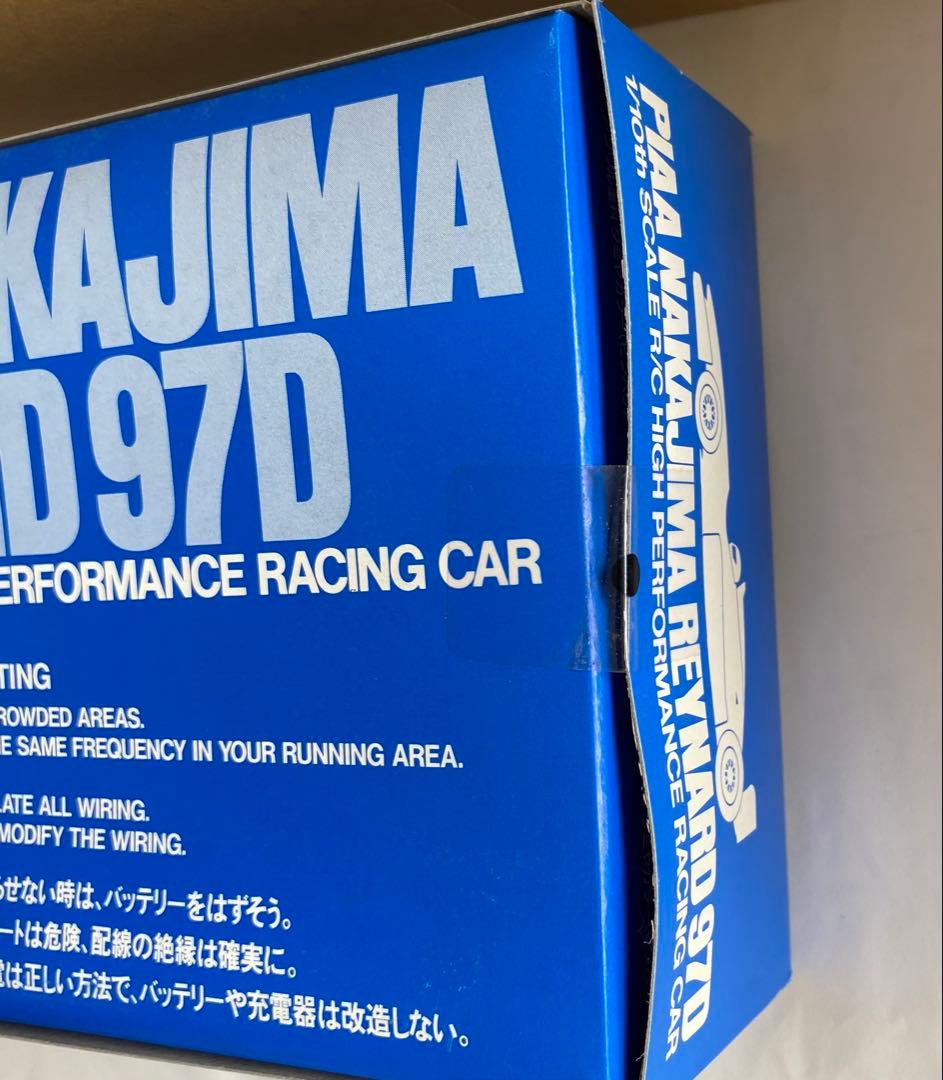 KAJIMA
D 97D
ERFORMANCE RACING CAR
TING
ROWDED AREAS.
E SAME FREQUENCY IN YOUR RUNNING AREA.
LATE ALL WIRING.
MODIFY THE WIRING.
らせない時は、バッテリーをはずそう。
ートは危険、配線の絶縁は確実に。
電は正しい方法で、バッテリーや充電器は改造しない。
PIAA NAKAJIMA REYNARD 97D
1/10th SCALE R/C HIGH PERFORMANCE RACING CAR